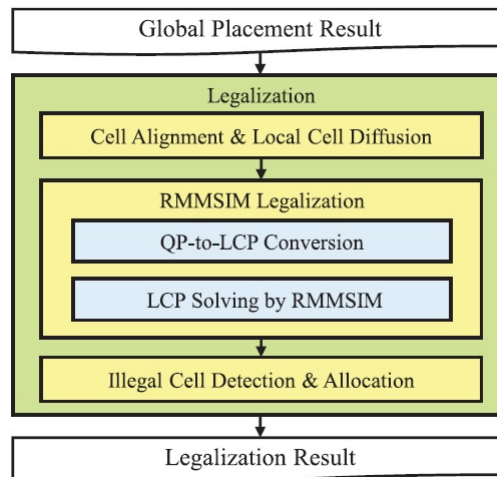 Global Placement Result
Legalization
Cell Alignment & Local Cell Diffusion
RMMSIM Legalization
QP-to-LCP Conversion
LCP Solving by RMMSIM
Illegal Cell Detection & Allocation
Legalization Result